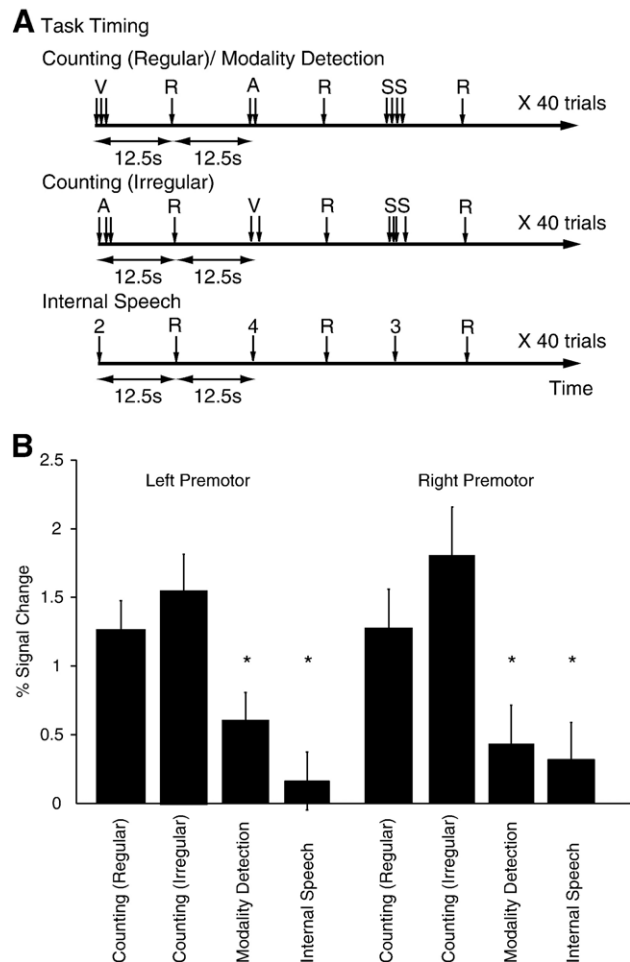 A Task Timing
Counting (Regular)/ Modality Detection
V R A R SS R X 40 trials
12.5s 12.5s
Counting (Irregular)
A R V R SS R X 40 trials
12.5s 12.5s
Internal Speech
2 R 4 R 3 R X 40 trials
12.5s 12.5s Time
B
2.5
Left Premotor Right Premotor
2
1.5
% Signal Change
1
* * * *
0.5
0
Counting (Regular)
Counting (Irregular)
Modality Detection
Internal Speech
Counting (Regular)
Counting (Irregular)
Modality Detection
Internal Speech